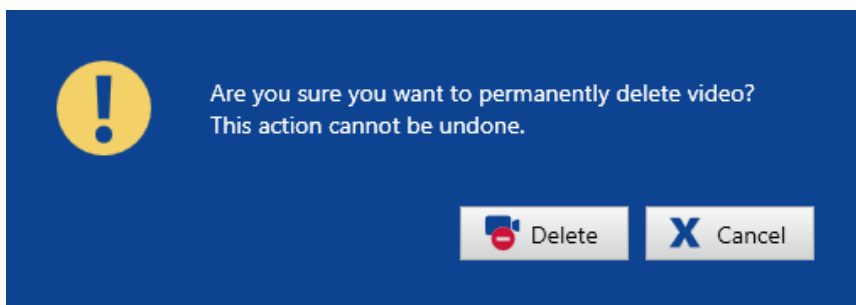 Are you sure you want to permanently delete video?
This action cannot be undone.
Delete
Cancel